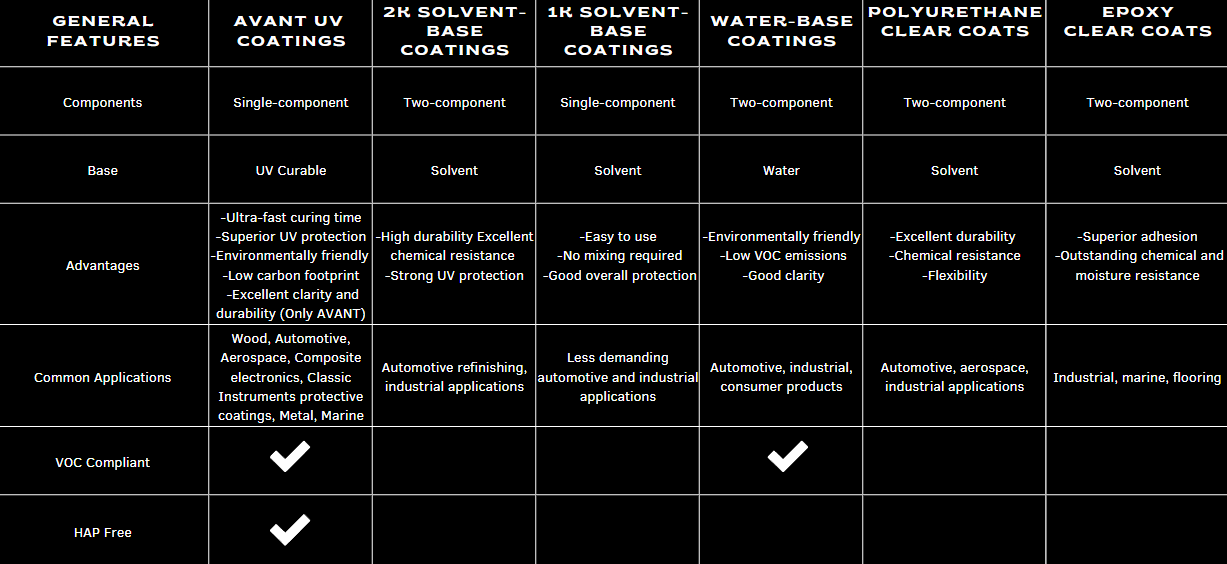 GENERAL
FEATURES
AVANT UV
COATINGS
2K SOLVENT-
BASE
COATINGS
1K SOLVENT-
BASE
COATINGS
WATER-BASE
COATINGS
POLYURETHANE
CLEAR COATS
EPOXY
CLEAR COATS
Components
Single-component
Two-component
Single-component
Two-component
Two-component
Two-component
Base
UV Curable
Solvent
Solvent
Water
Solvent
Solvent
Advantages
-Ultra-fast curing time
-Superior UV protection
-Environmentally friendly
-Low carbon footprint
-Excellent clarity and
durability (Only AVANT)
-High durability Excellent
chemical resistance
-Strong UV protection
-Easy to use
-No mixing required
-Good overall protection
-Environmentally friendly
-Low VOC emissions
-Good clarity
-Excellent durability
-Chemical resistance
-Flexibility
-Superior adhesion
-Outstanding chemical and
moisture resistance
Common Applications
Wood, Automotive,
Aerospace, Composite
electronics, Classic
Instruments protective
coatings, Metal, Marine
Automotive refinishing,
industrial applications
Less demanding
automotive and industrial
applications
Automotive, industrial,
consumer products
Automotive, aerospace,
industrial applications
Industrial, marine, flooring
VOC Compliant
HAP Free